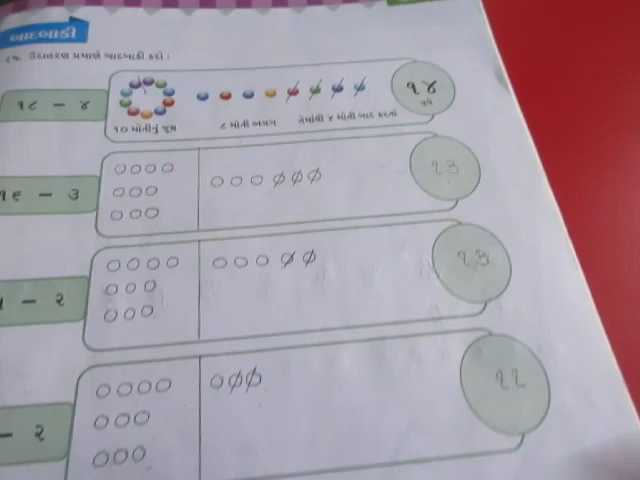 બાદબાકી
૨૪. ઉદાહરણ પ્રમાણે બાદબાકી કરો :
૧૮ – ૪
૧૦ મોતીનું જૂથ
૮ મોતી અલગ
તેમાંથી ૪ મોતી બાદ કરતાં
૧૪
૧૬ – ૩
૧૩
– ૨
૧૩
– ૨
૧૧